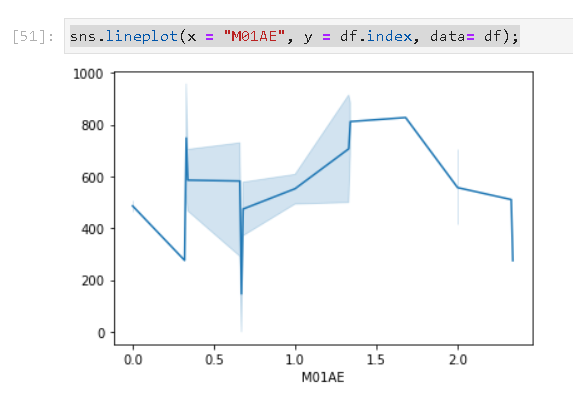 [51]: sns.lineplot(x = "M01AE", y = df.index, data= df);
1000
800
600
400
200
0
0.0 0.5 1.0 1.5 2.0
M01AE